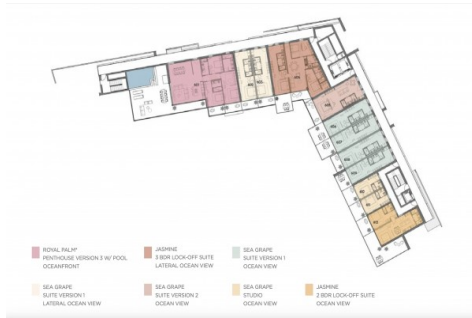 ROYAL PALM*
PENTHOUSE VERSION 3 W/ POOL
OCEANFRONT
JASMINE
3 BDR LOCK-OFF SUITE
LATERAL OCEAN VIEW
SEA GRAPE
SUITE VERSION 1
OCEAN VIEW
SEA GRAPE
SUITE VERSION 1
LATERAL OCEAN VIEW
SEA GRAPE
SUITE VERSION 2
OCEAN VIEW
SEA GRAPE
STUDIO
OCEAN VIEW
JASMINE
2 BDR LOCK-OFF SUITE
OCEAN VIEW